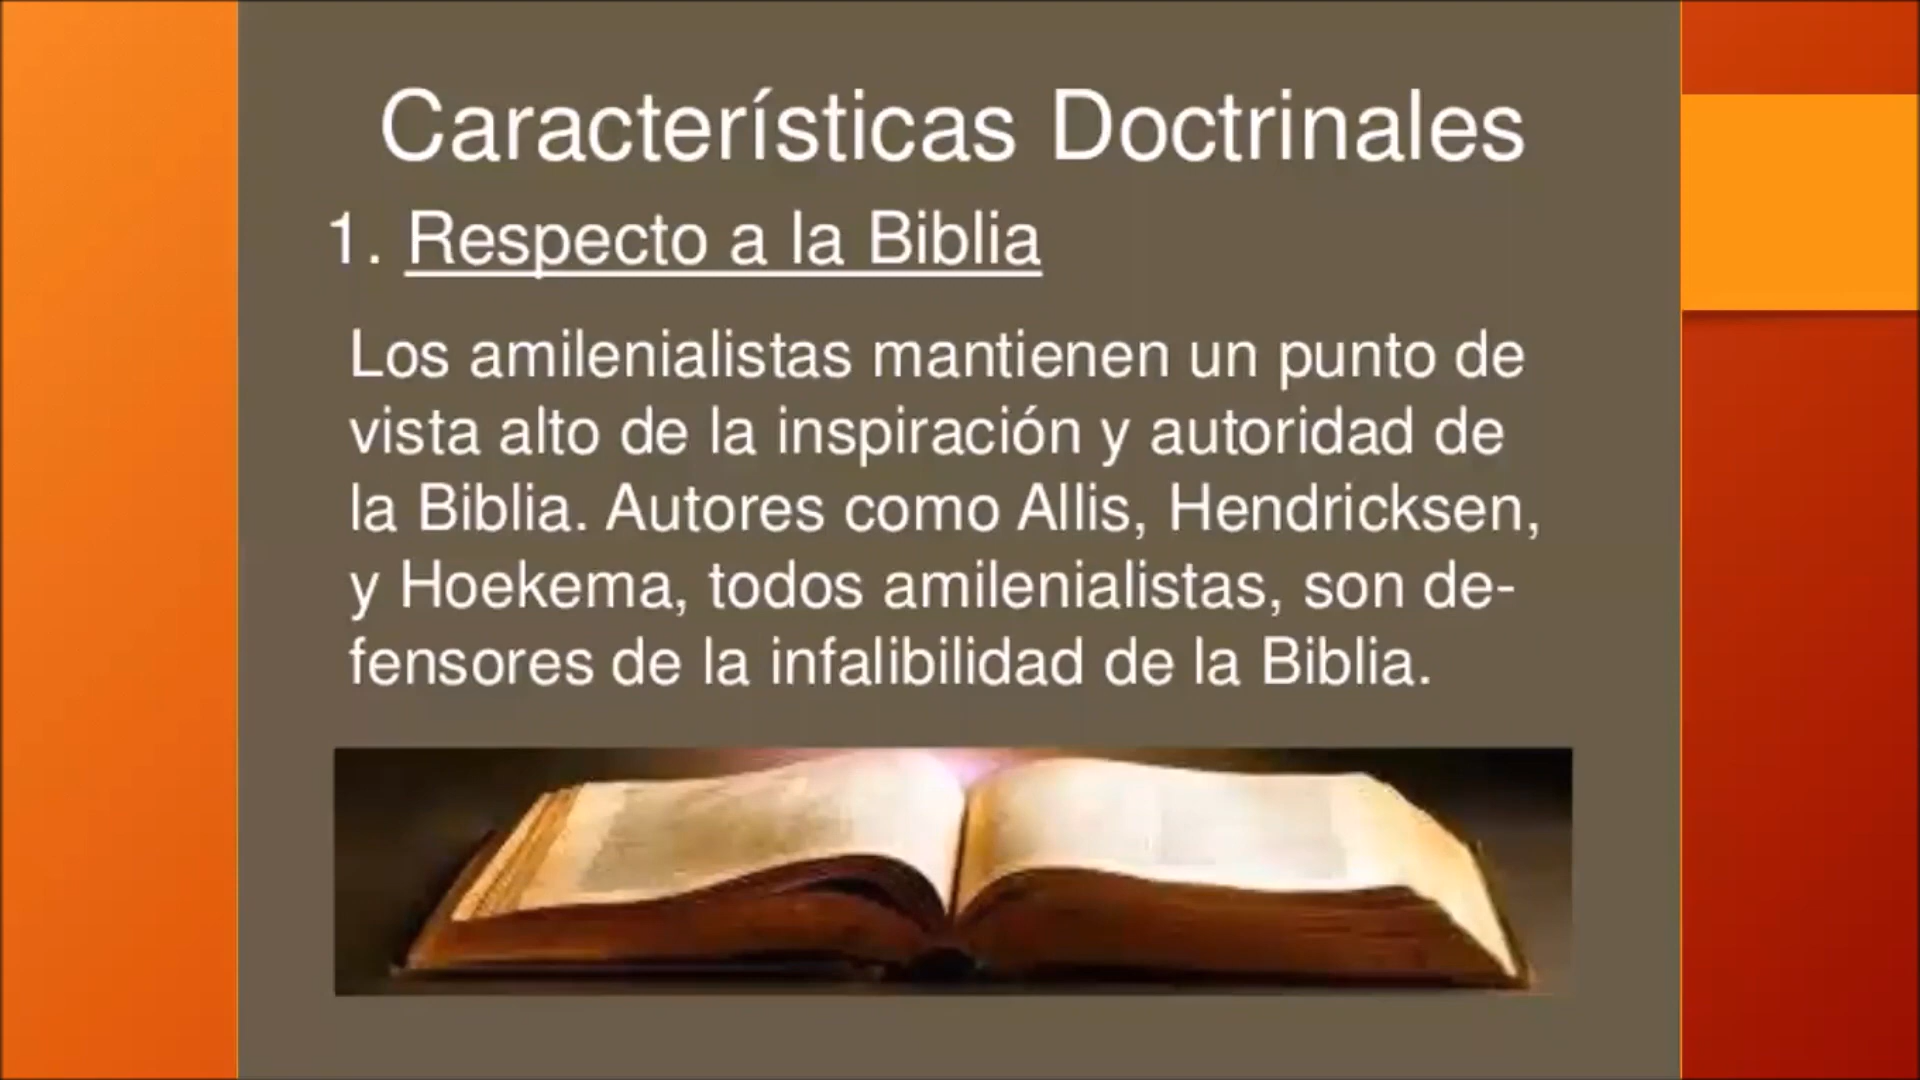 Características Doctrinales
1. Respecto a la Biblia
Los amilenialistas mantienen un punto de
vista alto de la inspiración y autoridad de
la Biblia. Autores como Allis, Hendricksen,
y Hoekema, todos amilenialistas, son de-
fensores de la infalibilidad de la Biblia.